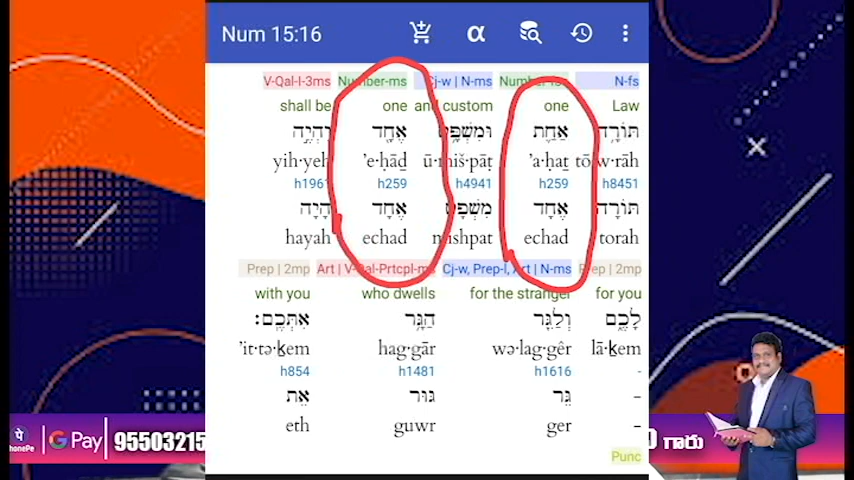 Num 15:16 α
V-Qal-I-3ms Number-ms Cj-w | N-ms N-fs
shall be one and custom one Law
תּוֹרָ֥ה אַחַ֛ת וּמִשְׁפָּ֥ט אֶחָ֖ד יִהְיֶ֣ה
yih·yeh 'e·ḥāḏ ū·miš·pāṭ 'a·ḥaṯ tō·w·rāh
h1961 h259 h4941 h259 h8451
תּוֹרָה אֶחָד מִשְׁפָּט אֶחָד הָיָה
hayah echad mishpat echad torah
Prep | 2mp Art | V-Qal-Prtcpl-ms Cj-w, Prep-l, Art | N-ms Prep | 2mp
with you who dwells for the stranger for you
לָכֶ֑ם וְלַגֵּ֖ר הַגָּ֥ר אִתְּכֶֽם׃
'it·tə·ḵem hag·gār wə·lag·gêr lā·ḵem
h854 h1481 h1616 -
גֵּר גּוּר אֵת
eth guwr ger -
Punc
PhonePe G Pay 95503215 గారు